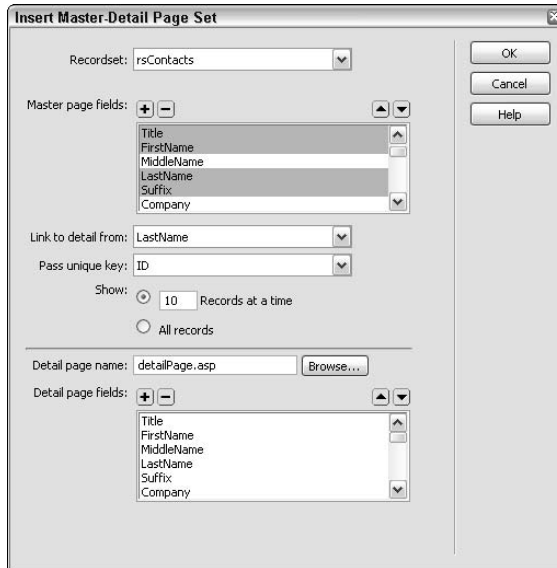 Insert Master-Detail Page Set
Recordset: rsContacts
OK
Cancel
Help
Master page fields:
Title
FirstName
MiddleName
LastName
Suffix
Company
Link to detail from: LastName
Pass unique key: ID
Show: 10 Records at a time
All records
Detail page name: detailPage.asp Browse...
Detail page fields:
Title
FirstName
MiddleName
LastName
Suffix
Company